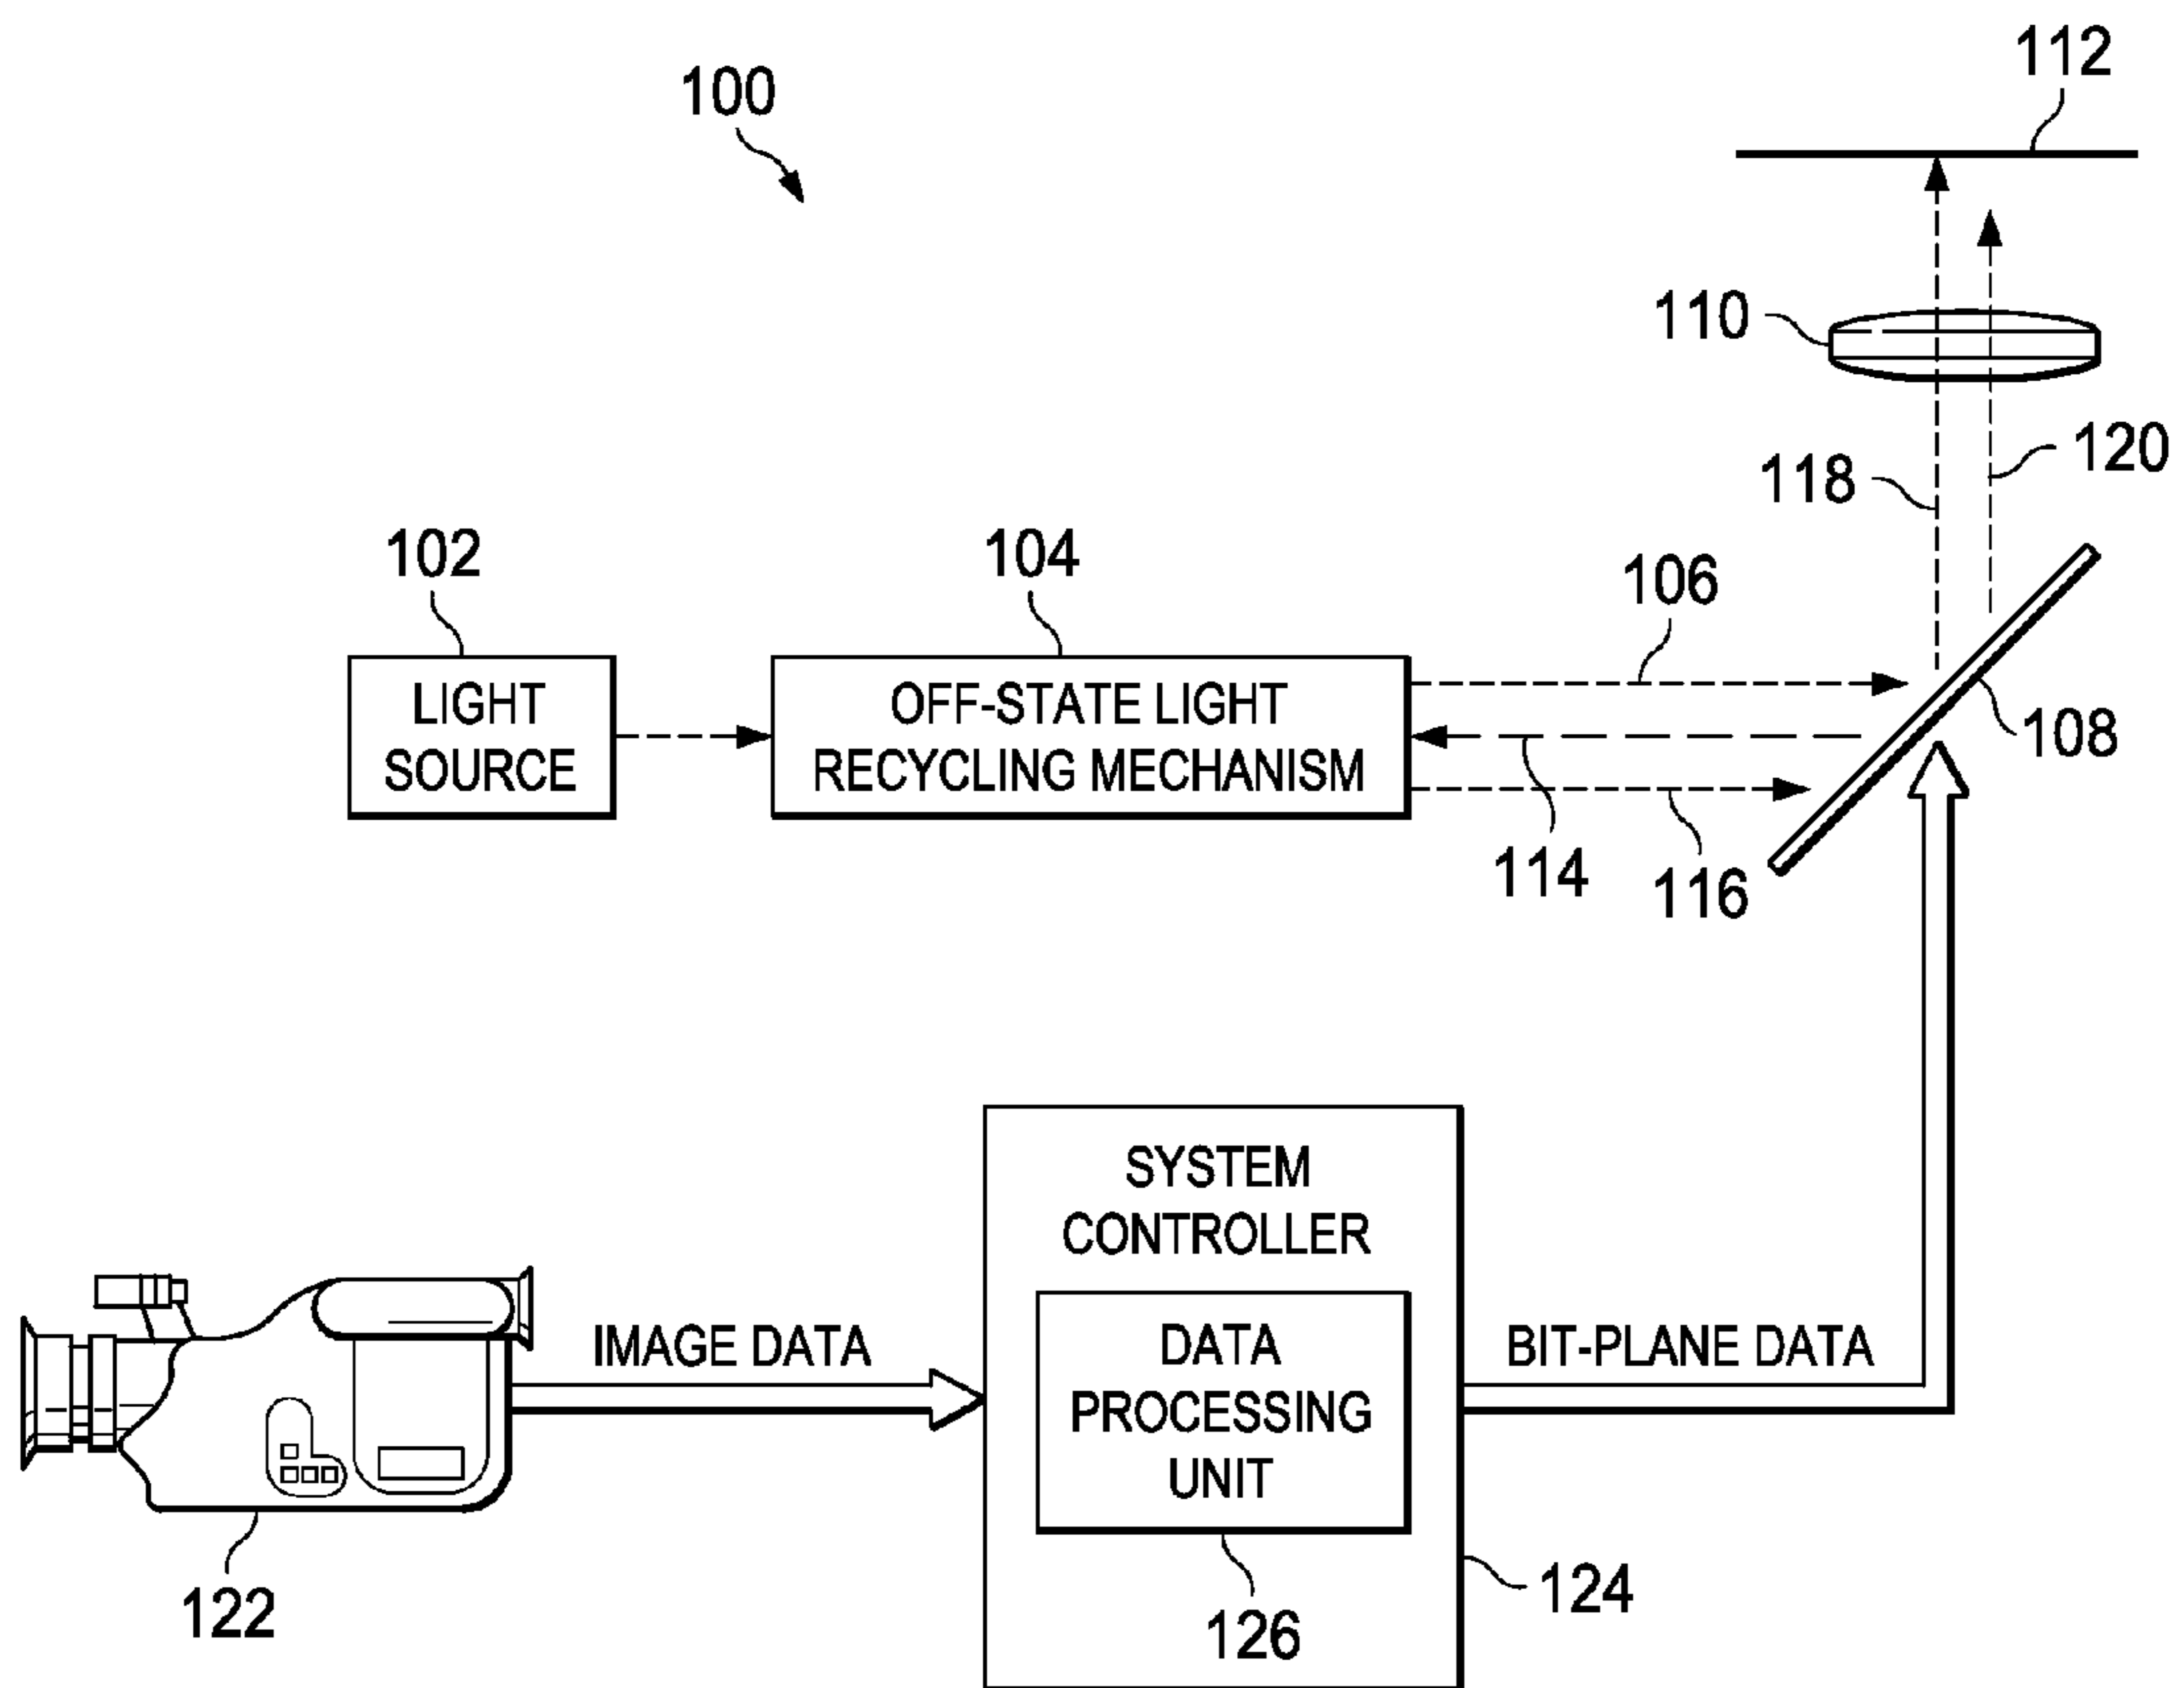 100
112
110
120
118
102
104
106
LIGHT
SOURCE
OFF-STATE LIGHT
RECYCLING MECHANISM
108
114
116
SYSTEM
CONTROLLER
IMAGE DATA
DATA
PROCESSING
UNIT
BIT-PLANE DATA
122
126
124